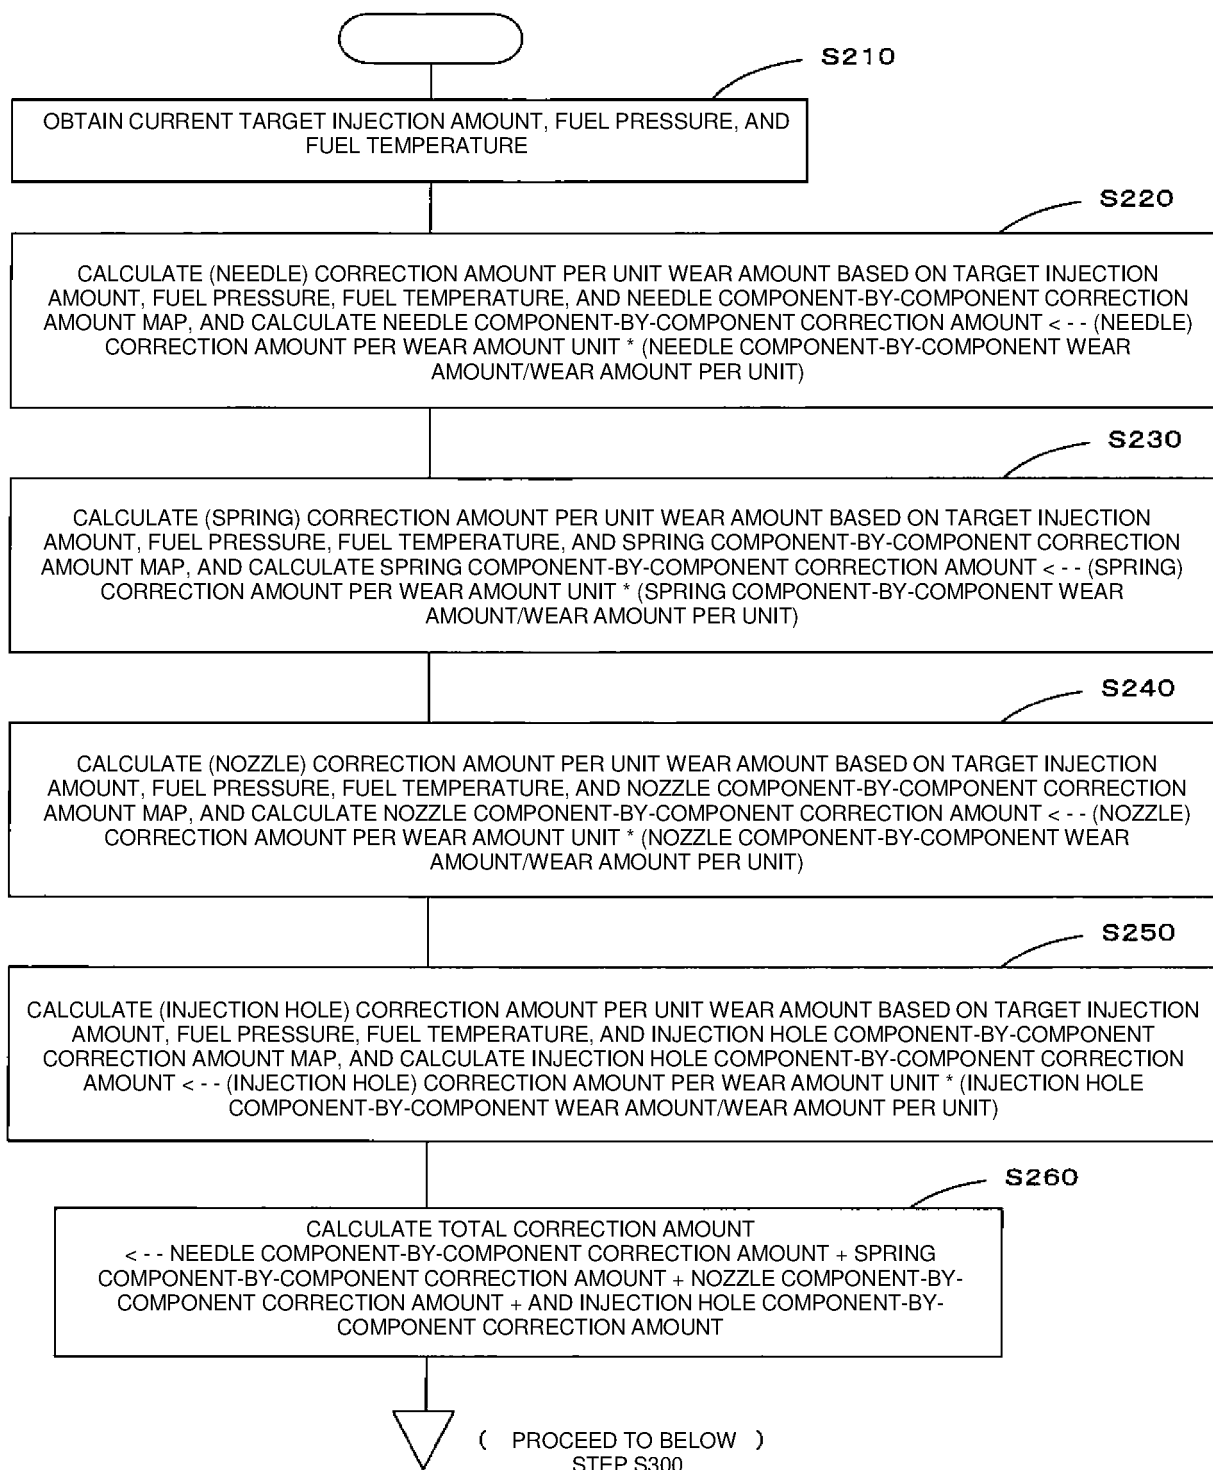 S210
OBTAIN CURRENT TARGET INJECTION AMOUNT, FUEL PRESSURE, AND
FUEL TEMPERATURE
S220
CALCULATE (NEEDLE) CORRECTION AMOUNT PER UNIT WEAR AMOUNT BASED ON TARGET INJECTION
AMOUNT, FUEL PRESSURE, FUEL TEMPERATURE, AND NEEDLE COMPONENT-BY-COMPONENT CORRECTION
AMOUNT MAP, AND CALCULATE NEEDLE COMPONENT-BY-COMPONENT CORRECTION AMOUNT < - - (NEEDLE)
CORRECTION AMOUNT PER WEAR AMOUNT UNIT * (NEEDLE COMPONENT-BY-COMPONENT WEAR
AMOUNT/WEAR AMOUNT PER UNIT)
S230
CALCULATE (SPRING) CORRECTION AMOUNT PER UNIT WEAR AMOUNT BASED ON TARGET INJECTION
AMOUNT, FUEL PRESSURE, FUEL TEMPERATURE, AND SPRING COMPONENT-BY-COMPONENT CORRECTION
AMOUNT MAP, AND CALCULATE SPRING COMPONENT-BY-COMPONENT CORRECTION AMOUNT < - - (SPRING)
CORRECTION AMOUNT PER WEAR AMOUNT UNIT * (SPRING COMPONENT-BY-COMPONENT WEAR
AMOUNT/WEAR AMOUNT PER UNIT)
S240
CALCULATE (NOZZLE) CORRECTION AMOUNT PER UNIT WEAR AMOUNT BASED ON TARGET INJECTION
AMOUNT, FUEL PRESSURE, FUEL TEMPERATURE, AND NOZZLE COMPONENT-BY-COMPONENT CORRECTION
AMOUNT MAP, AND CALCULATE NOZZLE COMPONENT-BY-COMPONENT CORRECTION AMOUNT < - - (NOZZLE)
CORRECTION AMOUNT PER WEAR AMOUNT UNIT * (NOZZLE COMPONENT-BY-COMPONENT WEAR
AMOUNT/WEAR AMOUNT PER UNIT)
S250
CALCULATE (INJECTION HOLE) CORRECTION AMOUNT PER UNIT WEAR AMOUNT BASED ON TARGET INJECTION
AMOUNT, FUEL PRESSURE, FUEL TEMPERATURE, AND INJECTION HOLE COMPONENT-BY-COMPONENT
CORRECTION AMOUNT MAP, AND CALCULATE INJECTION HOLE COMPONENT-BY-COMPONENT CORRECTION
AMOUNT < - - (INJECTION HOLE) CORRECTION AMOUNT PER WEAR AMOUNT UNIT * (INJECTION HOLE
COMPONENT-BY-COMPONENT WEAR AMOUNT/WEAR AMOUNT PER UNIT)
S260
CALCULATE TOTAL CORRECTION AMOUNT
< - - NEEDLE COMPONENT-BY-COMPONENT CORRECTION AMOUNT + SPRING
COMPONENT-BY-COMPONENT CORRECTION AMOUNT + NOZZLE COMPONENT-BY-
COMPONENT CORRECTION AMOUNT + AND INJECTION HOLE COMPONENT-BY-
COMPONENT CORRECTION AMOUNT
( PROCEED TO BELOW )
STEP S300